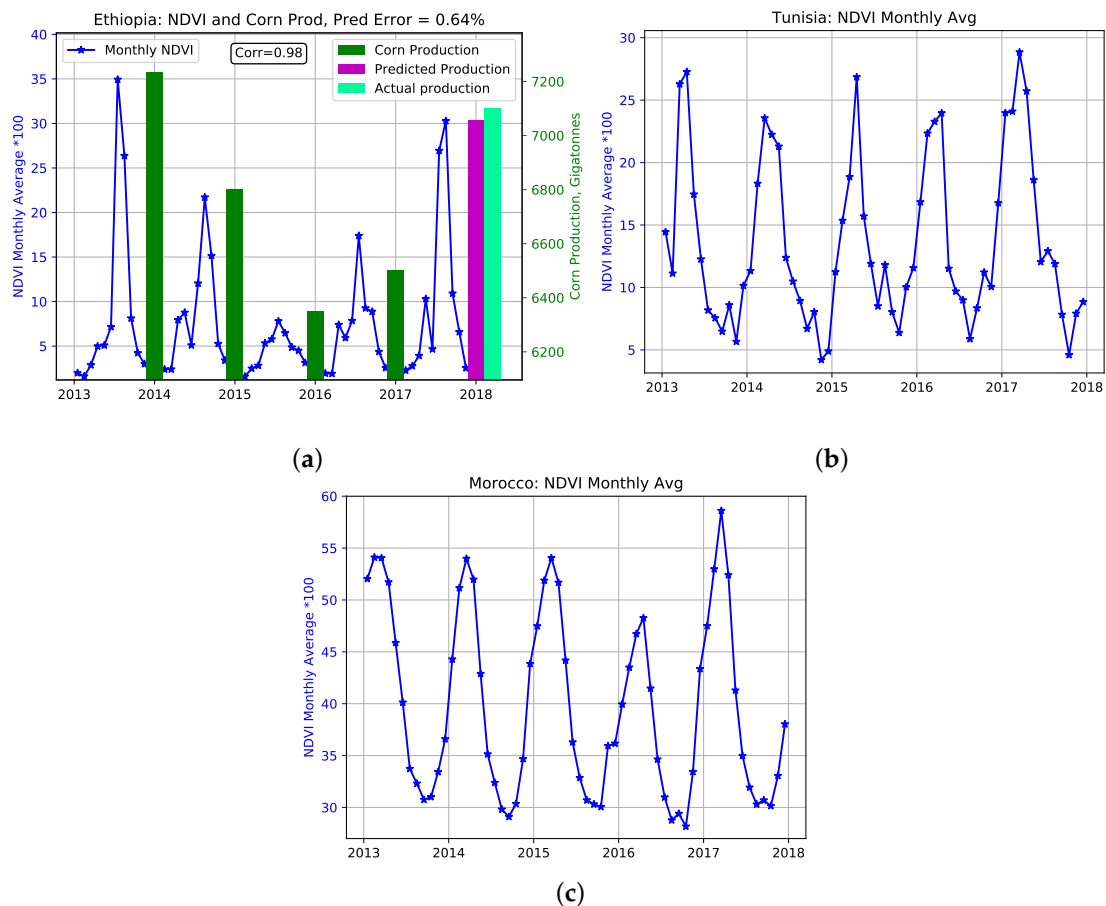 Ethiopia: NDVI and Corn Prod, Pred Error = 0.64%
Monthly NDVI
Corr=0.98
Corn Production
Predicted Production
Actual production
NDVI Monthly Average *100
40
35
30
25
20
15
10
5
Corn Production, Gigatonnes
7200
7000
6800
6600
6400
6200
2013 2014 2015 2016 2017 2018
(a)
Tunisia: NDVI Monthly Avg
NDVI Monthly Average *100
30
25
20
15
10
5
2013 2014 2015 2016 2017 2018
(b)
Morocco: NDVI Monthly Avg
NDVI Monthly Average *100
60
55
50
45
40
35
30
2013 2014 2015 2016 2017 2018
(c)